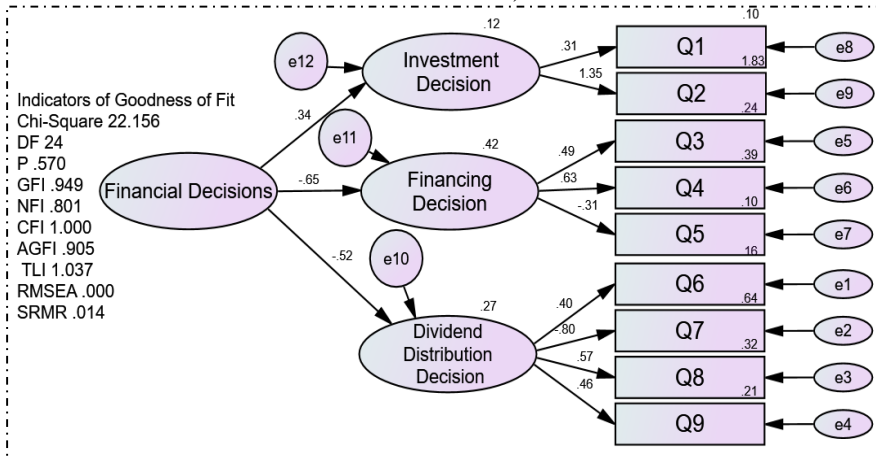 Indicators of Goodness of Fit
Chi-Square 22.156
DF 24
P .570
GFI .949
NFI .801
CFI 1.000
AGFI .905
TLI 1.037
RMSEA .000
SRMR .014
Financial Decisions
.34
-.65
-.52
e12
e11
e10
.12
Investment
Decision
.42
Financing
Decision
.27
Dividend
Distribution
Decision
.31
1.35
.49
.63
-.31
.40
-.80
.57
.46
.10
Q1
e8
1.83
Q2
e9
.24
Q3
e5
.39
Q4
e6
.10
Q5
e7
.16
Q6
e1
.64
Q7
e2
.32
Q8
e3
.21
Q9
e4